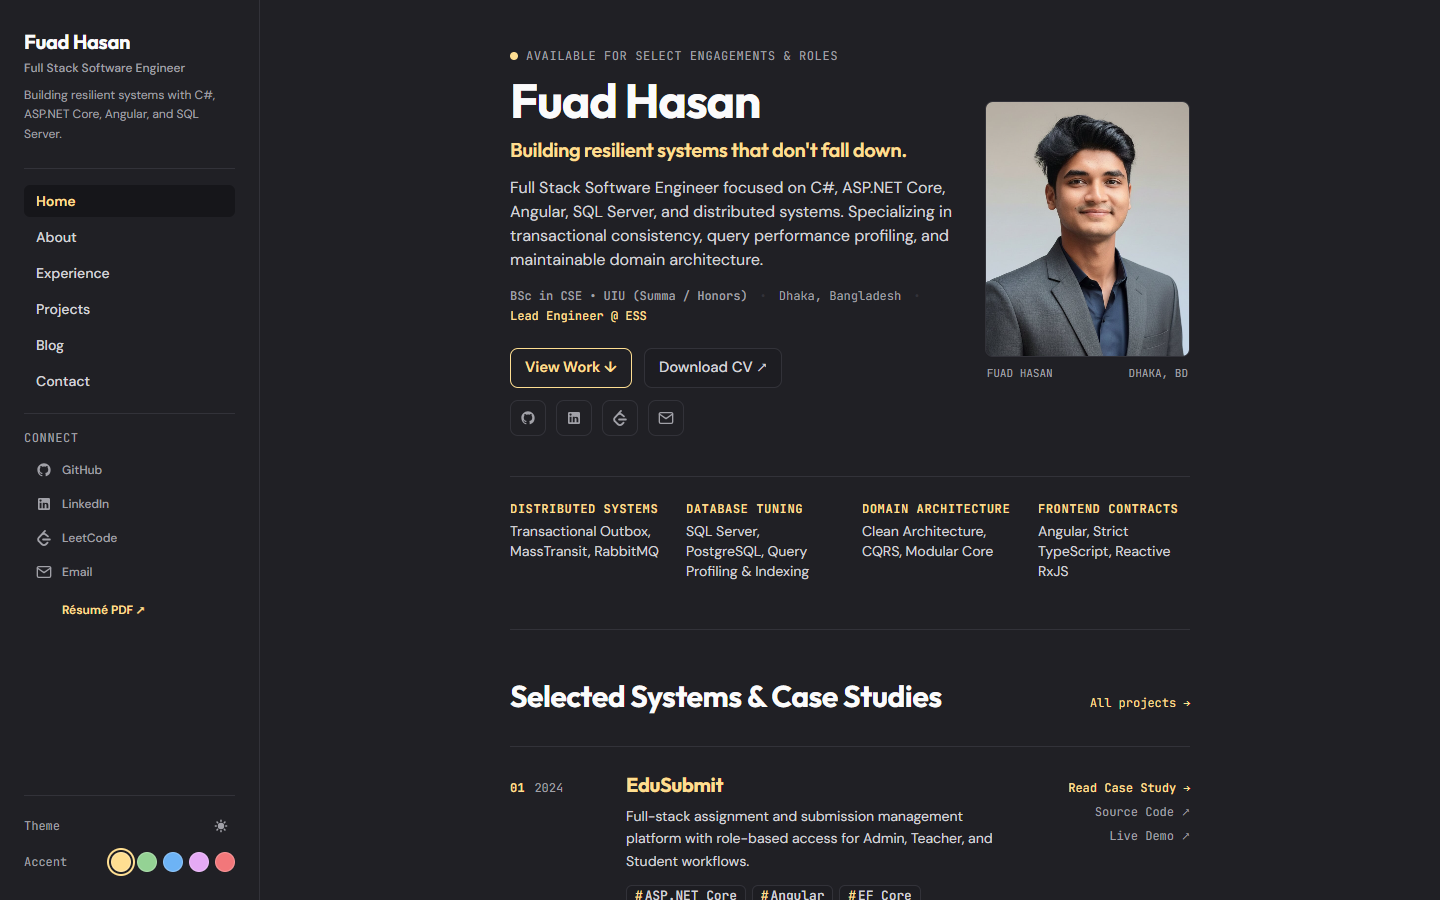 Fuad Hasan
Full Stack Software Engineer
Building resilient systems with C#,
ASP.NET Core, Angular, and SQL
Server.
Home
About
Experience
Projects
Blog
Contact
CONNECT
GitHub
LinkedIn
LeetCode
Email
Résumé PDF ↗
Theme
Accent
AVAILABLE FOR SELECT ENGAGEMENTS & ROLES
Fuad Hasan
Building resilient systems that don't fall down.
Full Stack Software Engineer focused on C#, ASP.NET Core,
Angular, SQL Server, and distributed systems. Specializing in
transactional consistency, query performance profiling, and
maintainable domain architecture.
BSc in CSE • UIU (Summa / Honors) · Dhaka, Bangladesh ·
Lead Engineer @ ESS
View Work ↓
Download CV ↗
FUAD HASAN
DHAKA, BD
DISTRIBUTED SYSTEMS
Transactional Outbox,
MassTransit, RabbitMQ
DATABASE TUNING
SQL Server,
PostgreSQL, Query
Profiling & Indexing
DOMAIN ARCHITECTURE
Clean Architecture,
CQRS, Modular Core
FRONTEND CONTRACTS
Angular, Strict
TypeScript, Reactive
RxJS
Selected Systems & Case Studies
All projects →
01 2024
EduSubmit
Full-stack assignment and submission management
platform with role-based access for Admin, Teacher, and
Student workflows.
#ASP.NET Core #Angular #EF Core
Read Case Study →
Source Code ↗
Live Demo ↗